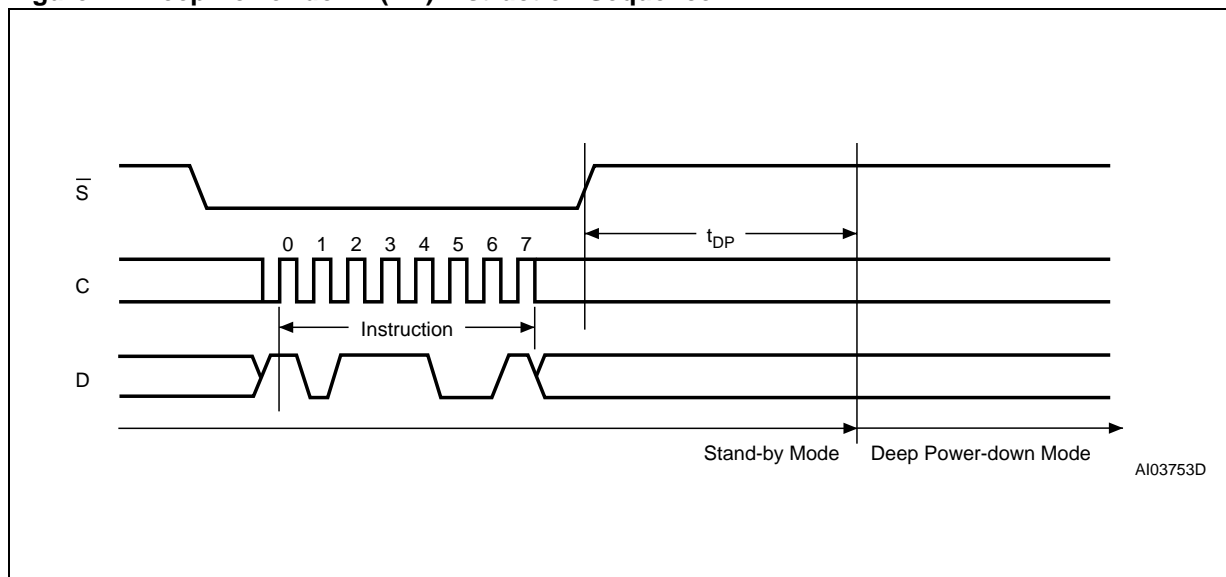 S
0 1 2 3 4 5 6 7
tDP
C
Instruction
D
Stand-by Mode Deep Power-down Mode
AI03753D